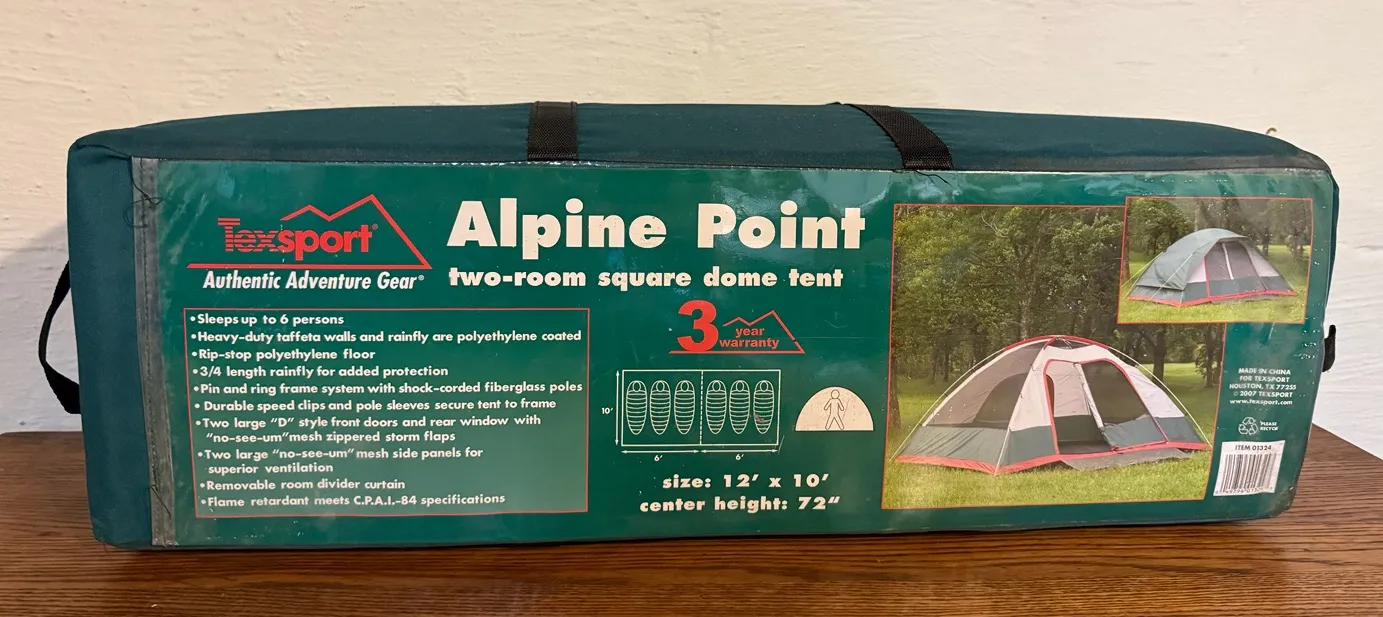 Texsport®
Authentic Adventure Gear®
Alpine Point
two-room square dome tent
•Sleeps up to 6 persons
•Heavy-duty taffeta walls and rainfly are polyethylene coated
•Rip-stop polyethylene floor
•3/4 length rainfly for added protection
•Pin and ring frame system with shock-corded fiberglass poles
•Durable speed clips and pole sleeves secure tent to frame
•Two large "D" style front doors and rear window with
"no-see-um"mesh zippered storm flaps
•Two large "no-see-um" mesh side panels for
superior ventilation
•Removable room divider curtain
•Flame retardant meets C.P.A.I.-84 specifications
3 year
warranty
10'
6' 6'
size: 12' x 10'
center height: 72"
MADE IN CHINA
FOR TEXSPORT
HOUSTON, TX 77255
© 2007 TEXSPORT
www.texsport.com
PLEASE
RECYCLE
ITEM 01324